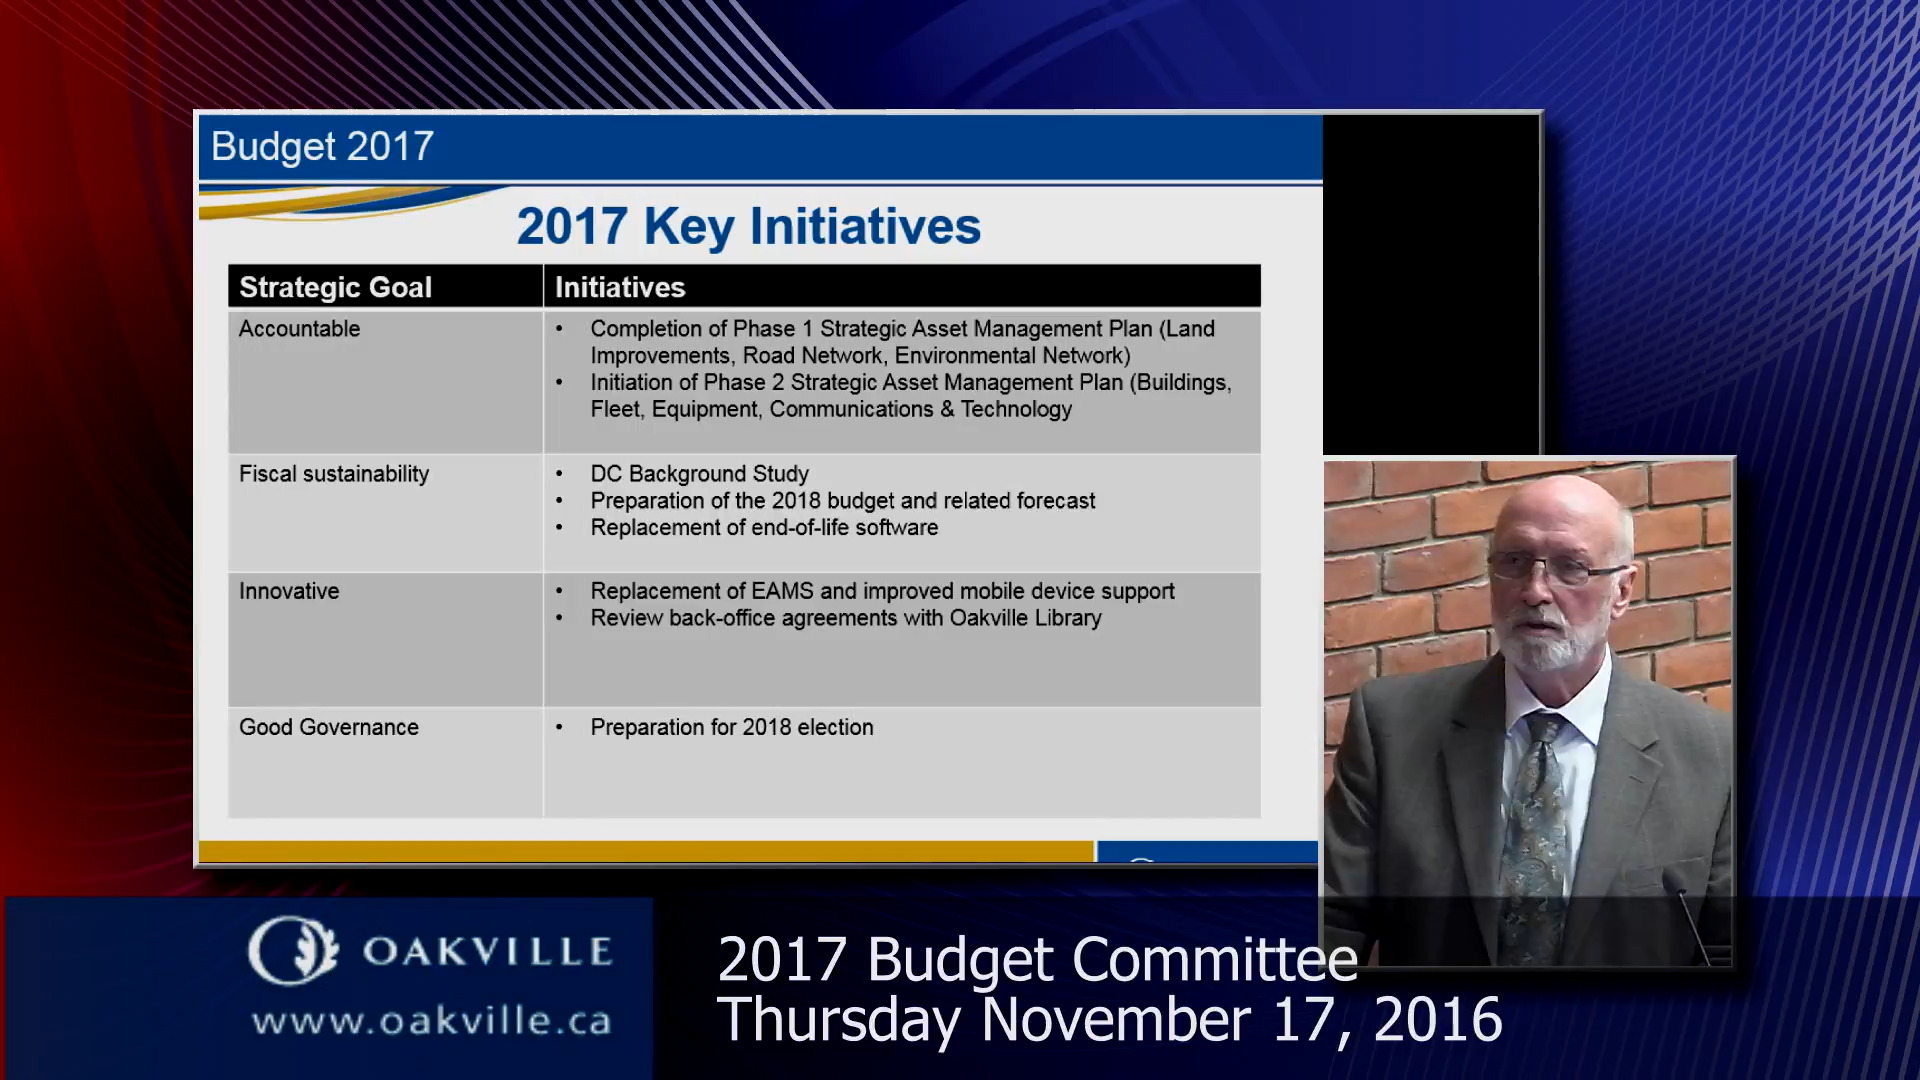 Budget 2017
2017 Key Initiatives
Strategic Goal
Initiatives
Accountable
• Completion of Phase 1 Strategic Asset Management Plan (Land
Improvements, Road Network, Environmental Network)
• Initiation of Phase 2 Strategic Asset Management Plan (Buildings,
Fleet, Equipment, Communications & Technology
Fiscal sustainability
• DC Background Study
• Preparation of the 2018 budget and related forecast
• Replacement of end-of-life software
Innovative
• Replacement of EAMS and improved mobile device support
• Review back-office agreements with Oakville Library
Good Governance
• Preparation for 2018 election
OAKVILLE
www.oakville.ca
2017 Budget Committee
Thursday November 17, 2016